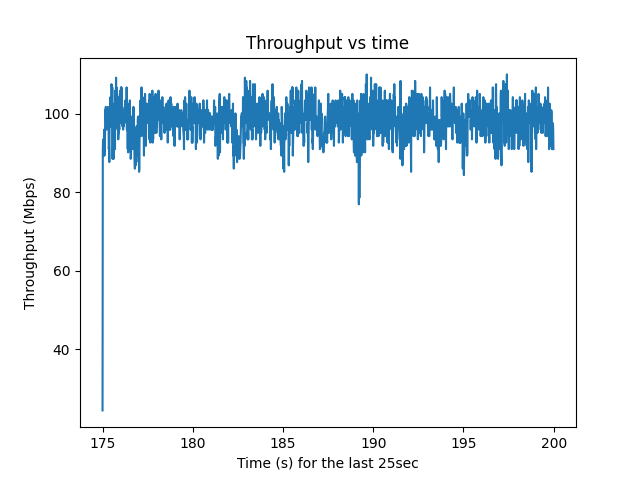 Throughput vs time
100
80
60
40
Throughput (Mbps)
175 180 185 190 195 200
Time (s) for the last 25sec